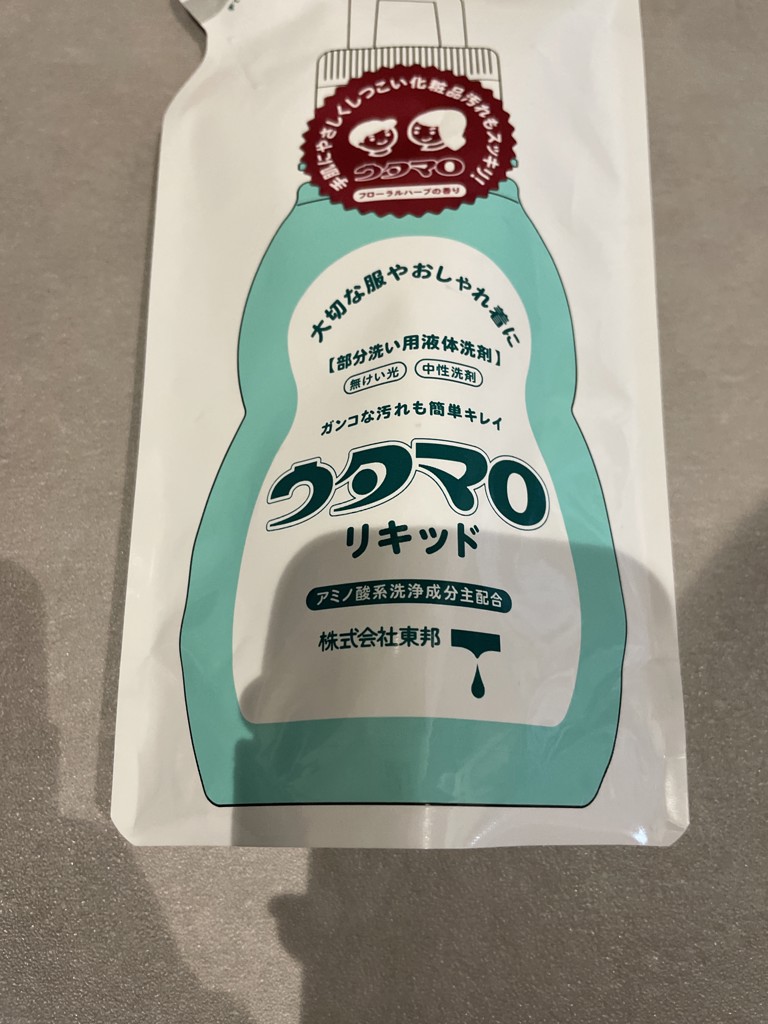 手肌にやさしくしつこい化粧品汚れもスッキリ!
ウタマロ
フローラルハーブの香り
大切な服やおしゃれ着に
【部分洗い用液体洗剤】
無けい光 中性洗剤
ガンコな汚れも簡単キレイ
ウタマロ
リキッド
アミノ酸系洗浄成分主配合
株式会社東邦